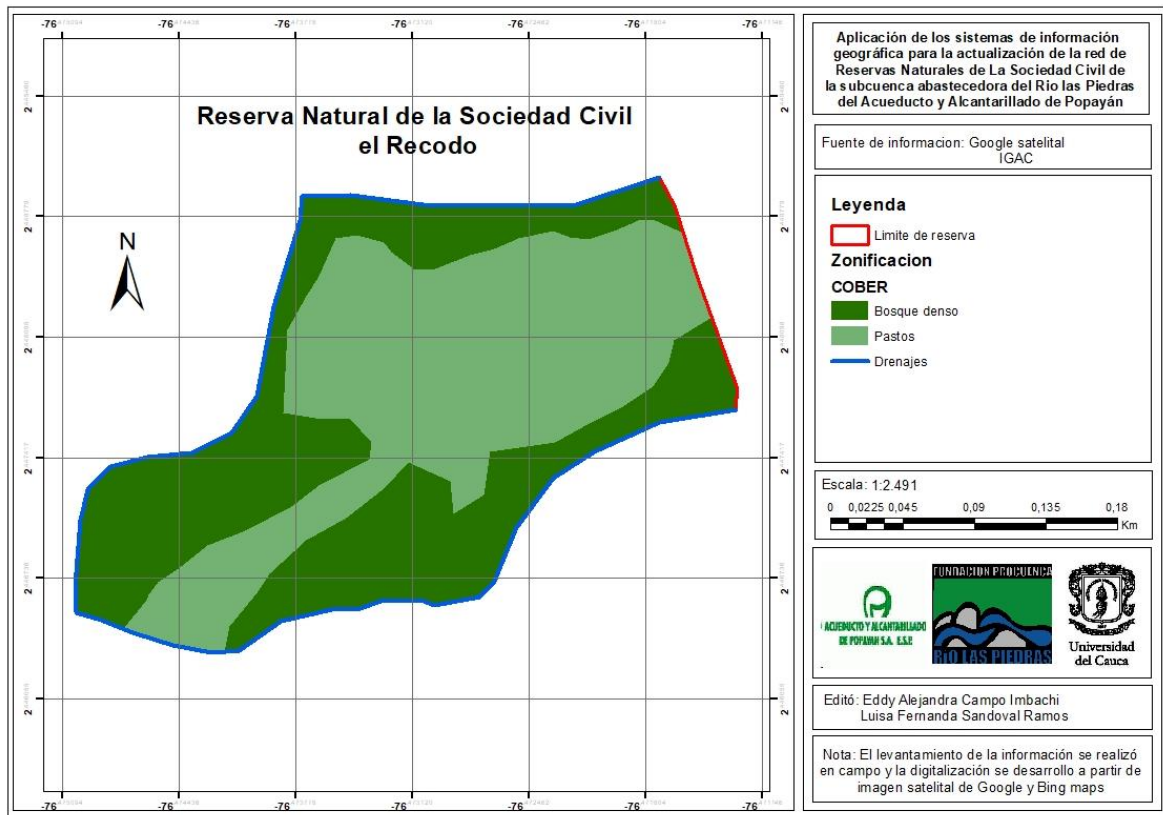 -76 -76 -76 -76 -76 -76 -76
Reserva Natural de la Sociedad Civil
el Recodo
N
2 2
2 2
2 2
2 2
2 2
2 2
-76 -76 -76 -76 -76 -76 -76
Aplicación de los sistemas de información
geográfica para la actualización de la red de
Reservas Naturales de La Sociedad Civil de
la subcuenca abastecedora del Rio las Piedras
del Acueducto y Alcantarillado de Popayán
Fuente de informacion: Google satelital
IGAC
Leyenda
Limite de reserva
Zonificacion
COBER
Bosque denso
Pastos
Drenajes
Escala: 1:2.491
0 0,0225 0,045 0,09 0,135 0,18
Km
ACUEDUCTO Y ALCANTARILLADO
DE POPAYAN S.A. E.S.P.
FUNDACION PROCUENCA
RIO LAS PIEDRAS
Universidad
del Cauca
Editó: Eddy Alejandra Campo Imbachi
Luisa Fernanda Sandoval Ramos
Nota: El levantamiento de la información se realizó
en campo y la digitalización se desarrollo a partir de
imagen satelital de Google y Bing maps